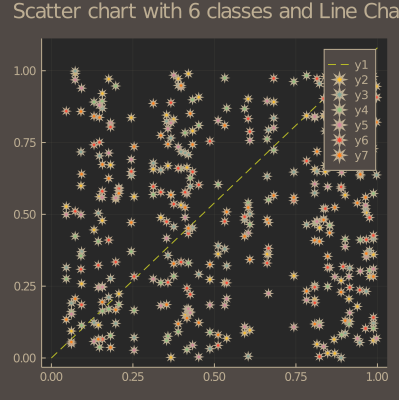 Scatter chart with 6 classes and Line Cha
1.00
0.75
0.50
0.25
0.00
0.00 0.25 0.50 0.75 1.00
y1
y2
y3
y4
y5
y6
y7